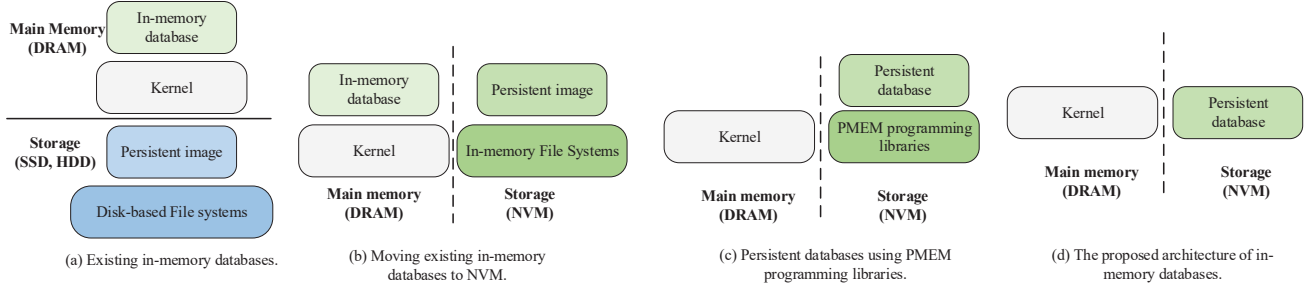 Main Memory
(DRAM)
In-memory
database
Kernel
Storage
(SSD, HDD)
Persistent image
Disk-based File systems
(a) Existing in-memory databases.
In-memory
database
Persistent image
Kernel
In-memory File Systems
Main memory
(DRAM)
Storage
(NVM)
(b) Moving existing in-memory
databases to NVM.
Persistent
database
Kernel
PMEM programming
libraries
Main memory
(DRAM)
Storage
(NVM)
(c) Persistent databases using PMEM
programming libraries.
Kernel
Persistent
database
Main memory
(DRAM)
Storage
(NVM)
(d) The proposed architecture of in-
memory databases.